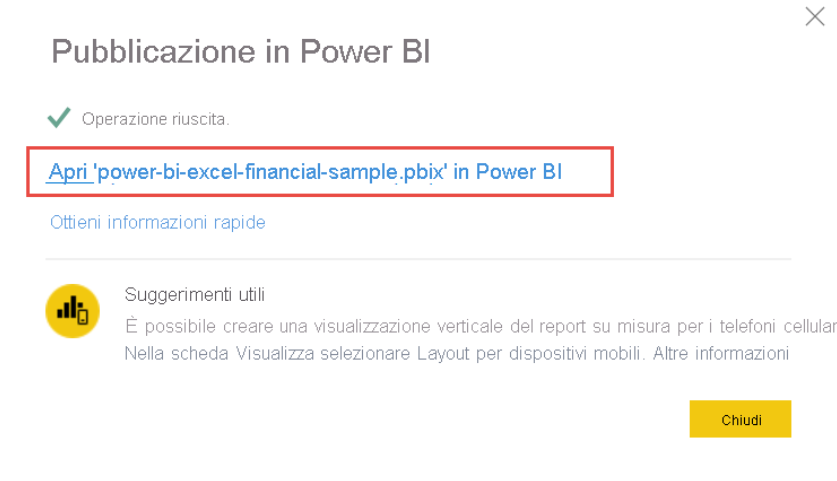 Pubblicazione in Power BI
Operazione riuscita.
Apri 'power-bi-excel-financial-sample.pbix' in Power BI
Ottieni informazioni rapide
Suggerimenti utili
È possibile creare una visualizzazione verticale del report su misura per i telefoni cellular
Nella scheda Visualizza selezionare Layout per dispositivi mobili. Altre informazioni
Chiudi